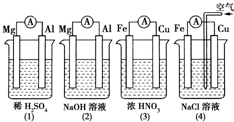 空气
Mg A Al Mg A Al Fe A Cu Fe A Cu
稀 H₂SO₄ NaOH 溶液 浓 HNO₃ NaCl 溶液
(1) (2) (3) (4)